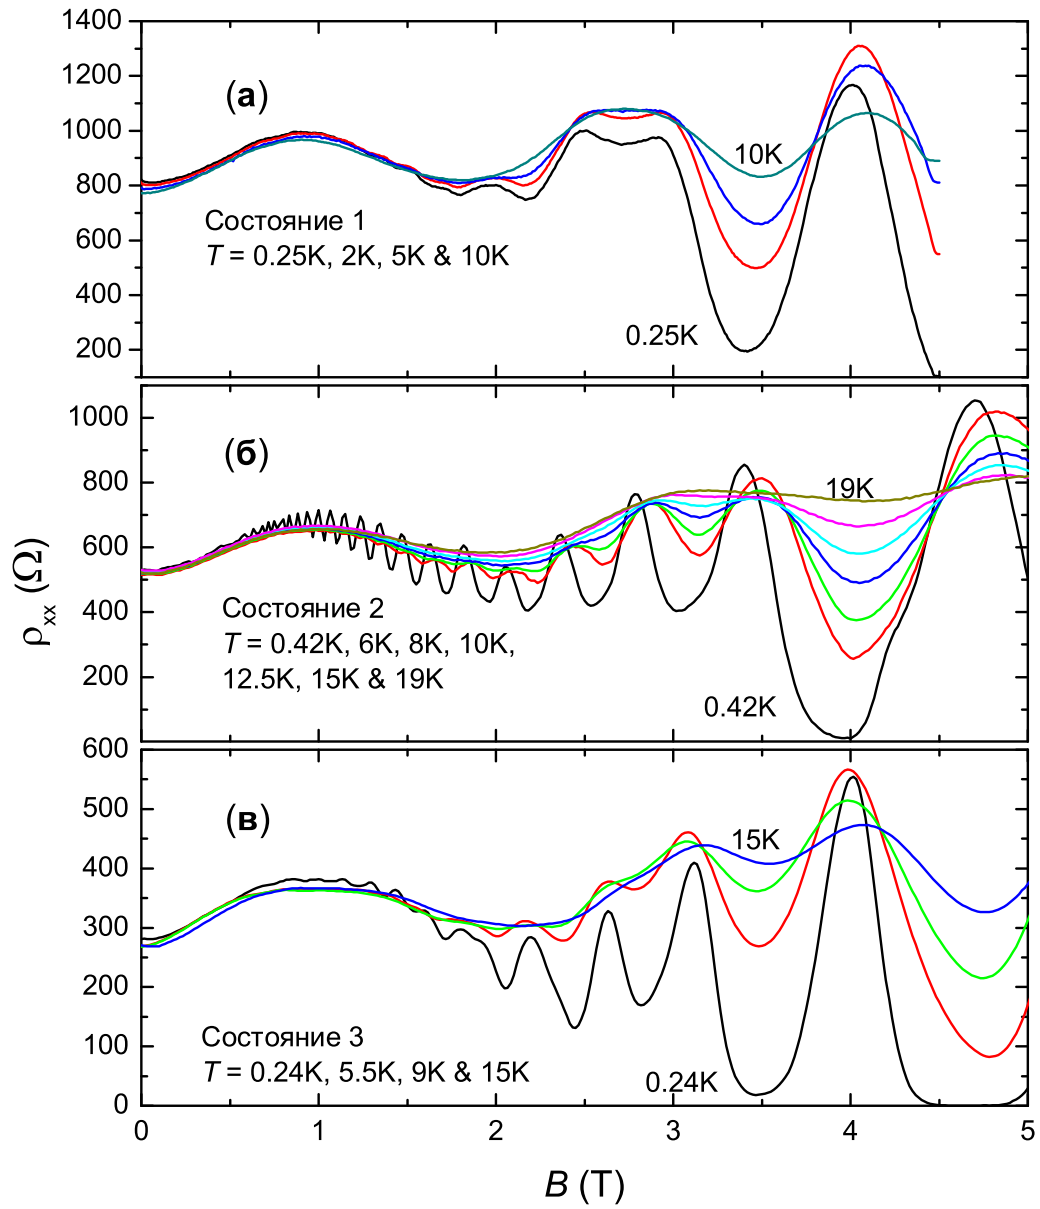 1400
1200
1000
800
600
400
200
(а)
10K
Состояние 1
T = 0.25K, 2K, 5K & 10K
0.25K
1000
800
600
400
200
(б)
19K
Состояние 2
T = 0.42K, 6K, 8K, 10K,
12.5K, 15K & 19K
0.42K
ρxx (Ω)
600
500
400
300
200
100
0
(в)
15K
Состояние 3
T = 0.24K, 5.5K, 9K & 15K
0.24K
0 1 2 3 4 5
B (T)